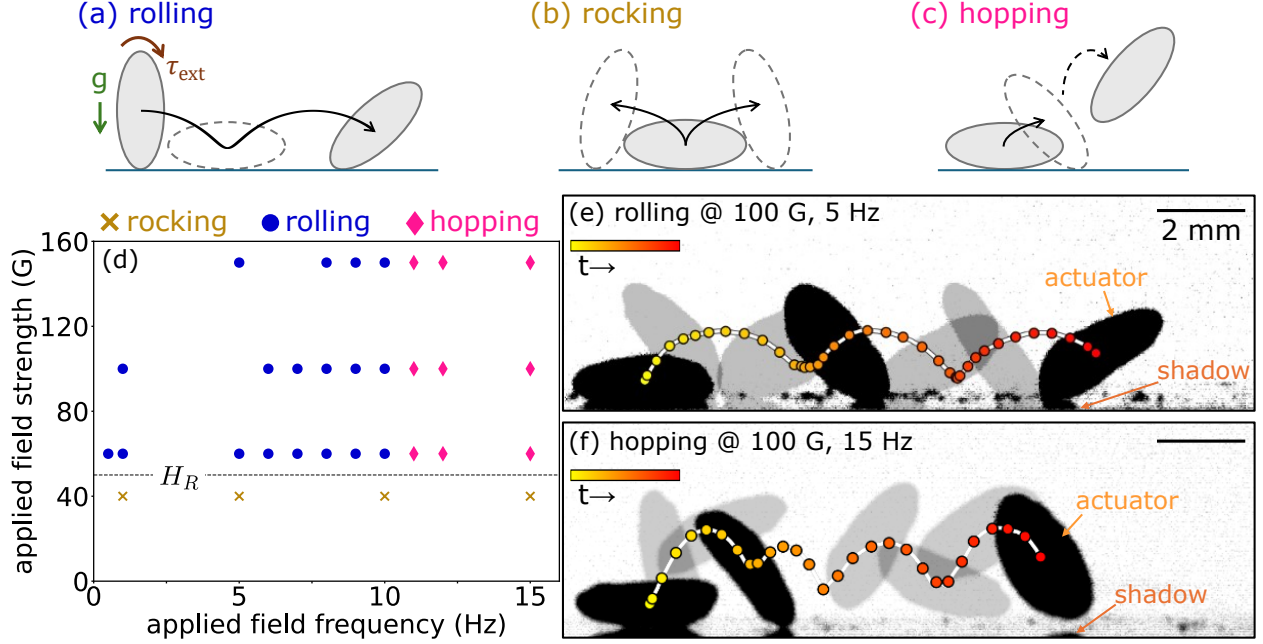 (a) rolling
(b) rocking
(c) hopping
τext
g
rocking
rolling
hopping
(d)
160
120
80
40
0
H_R
0
5
10
15
applied field strength (G)
applied field frequency (Hz)
(e) rolling @ 100 G, 5 Hz
2 mm
t→
actuator
shadow
(f) hopping @ 100 G, 15 Hz
t→
actuator
shadow